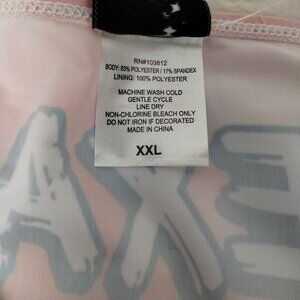 RN#103812
BODY: 83% POLYESTER / 17% SPANDEX
LINING: 100% POLYESTER
MACHINE WASH COLD
GENTLE CYCLE
LINE DRY
NON-CHLORINE BLEACH ONLY
DO NOT IRON IF DECORATED
MADE IN CHINA
XXL